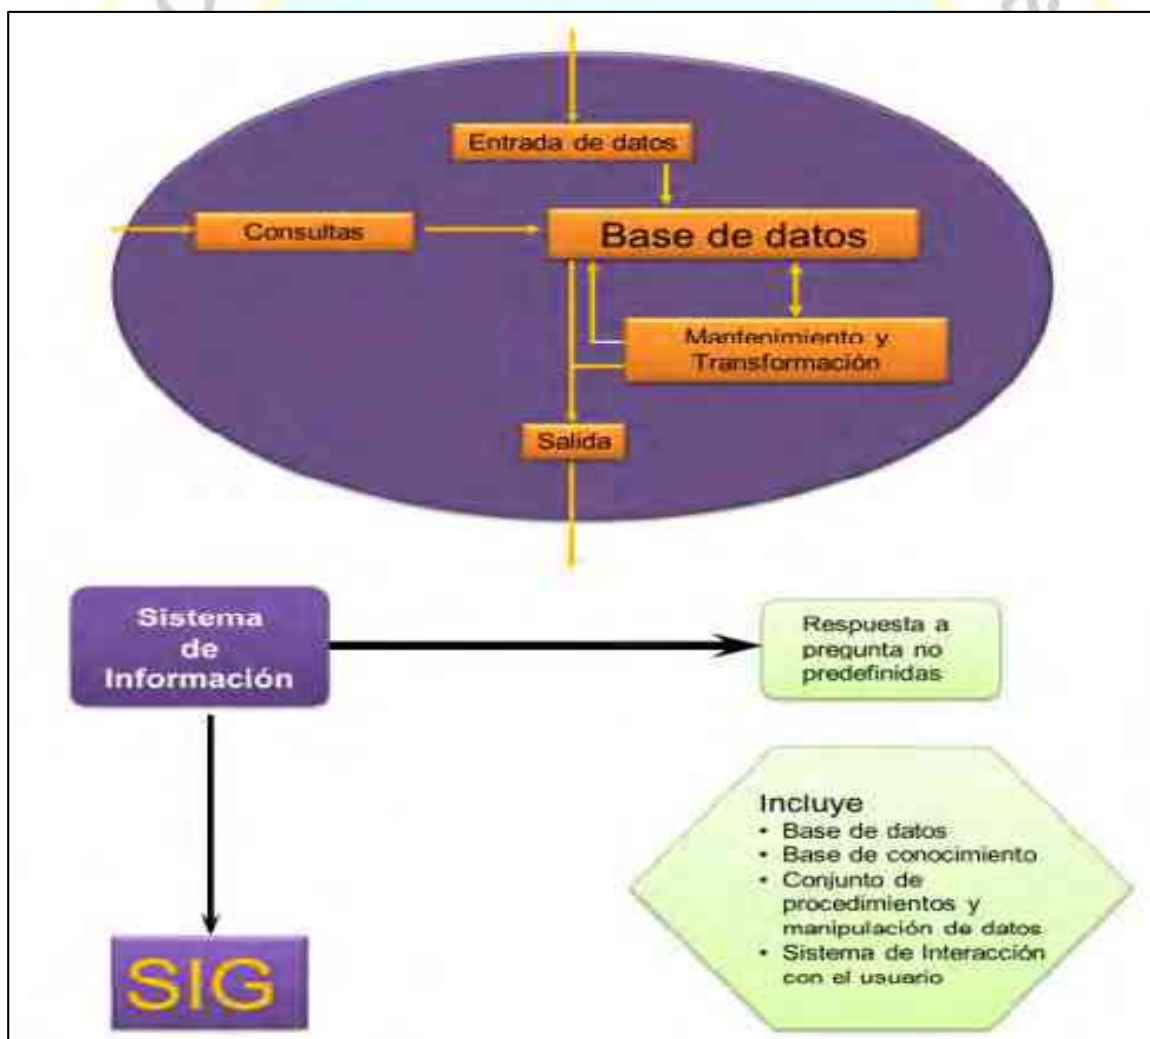 Entrada de datos
Consultas
Base de datos
Mantenimiento y
Transformación
Salida
Sistema
de
Información
Respuesta a
pregunta no
predefinidas
Incluye
• Base de datos
• Base de conocimiento
• Conjunto de
procedimientos y
manipulación de datos
• Sistema de Interacción
con el usuario
SIG